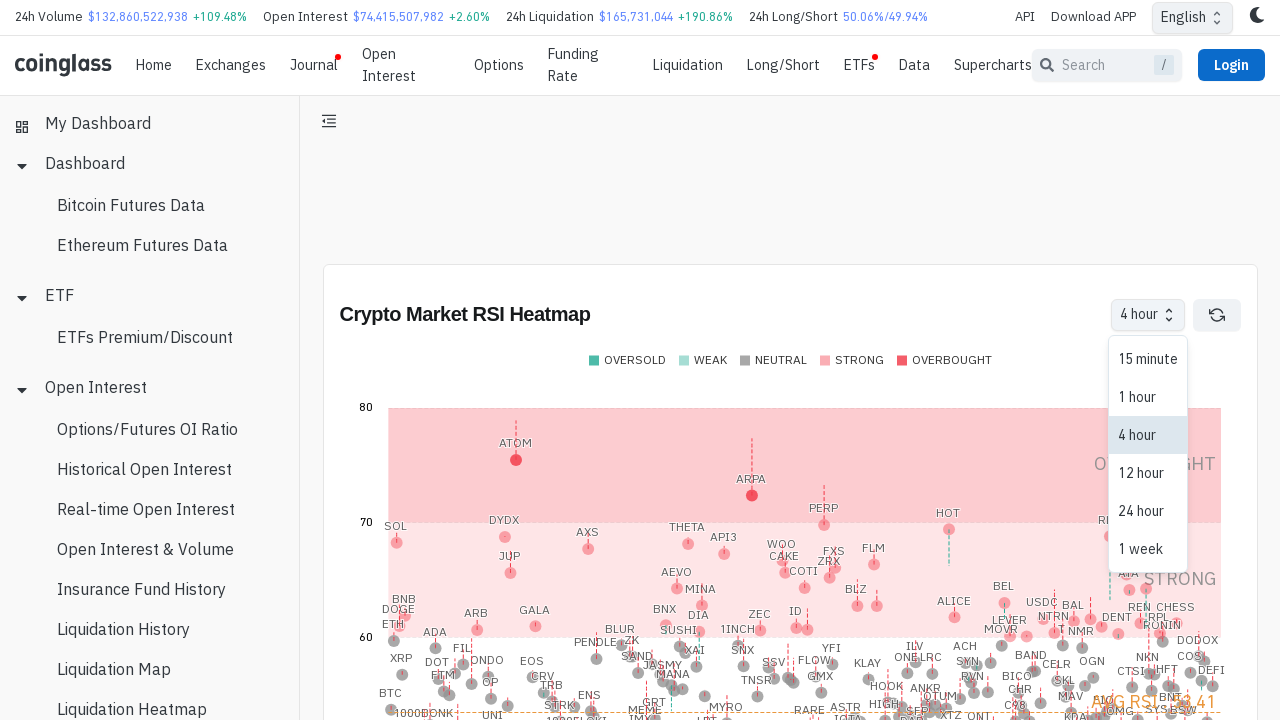 24h Volume $132,860,522,938 +109.48% Open Interest $74,415,507,982 +2.60% 24h Liquidation $165,731,044 +190.86% 24h Long/Short 50.06%/49.94% API Download APP English
coinglass Home Exchanges Journal Open Interest Options Funding Rate Liquidation Long/Short ETFs Data Supercharts Search / Login
My Dashboard
Dashboard
Bitcoin Futures Data
Ethereum Futures Data
ETF
ETFs Premium/Discount
Open Interest
Options/Futures OI Ratio
Historical Open Interest
Real-time Open Interest
Open Interest & Volume
Insurance Fund History
Liquidation History
Liquidation Map
Liquidation Heatmap
Crypto Market RSI Heatmap
4 hour
OVERSOLD WEAK NEUTRAL STRONG OVERBOUGHT
15 minute
1 hour
4 hour
12 hour
24 hour
1 week
80
ATOM
ARPA
PERP
HOT
70
SOL DYDX AXS THETA API3
JUP WOO CAKE FXS ZRX FLM
AEVO COTI
STRONG
BNB DOGE ETH ARB GALA BNX MINA DIA ZEC ID BLZ ALICE BEL USDC BAL REN CHESS
LEVER NTRN DENT RPL RONIN
60
ADA PENDLE BLUR ZK SUSHI 1INCH MOVR NMR DODOX
XRP DOT FIL FTM DNDO EOS CRV SAND XAI SNX SSV YFI FLOW GMX KLAY ILV ACH SYN BAND CELR OGN NKN COS
BTC OP TRB ENS JASMY MANA TNSR HOOK ANKR RVN BICO SKL CTSI HFT DEFI
UNI STRK GRT MEME MYRO RARE ASTR HIGH XTZ C98 CHR MAV KDA BNT BSW